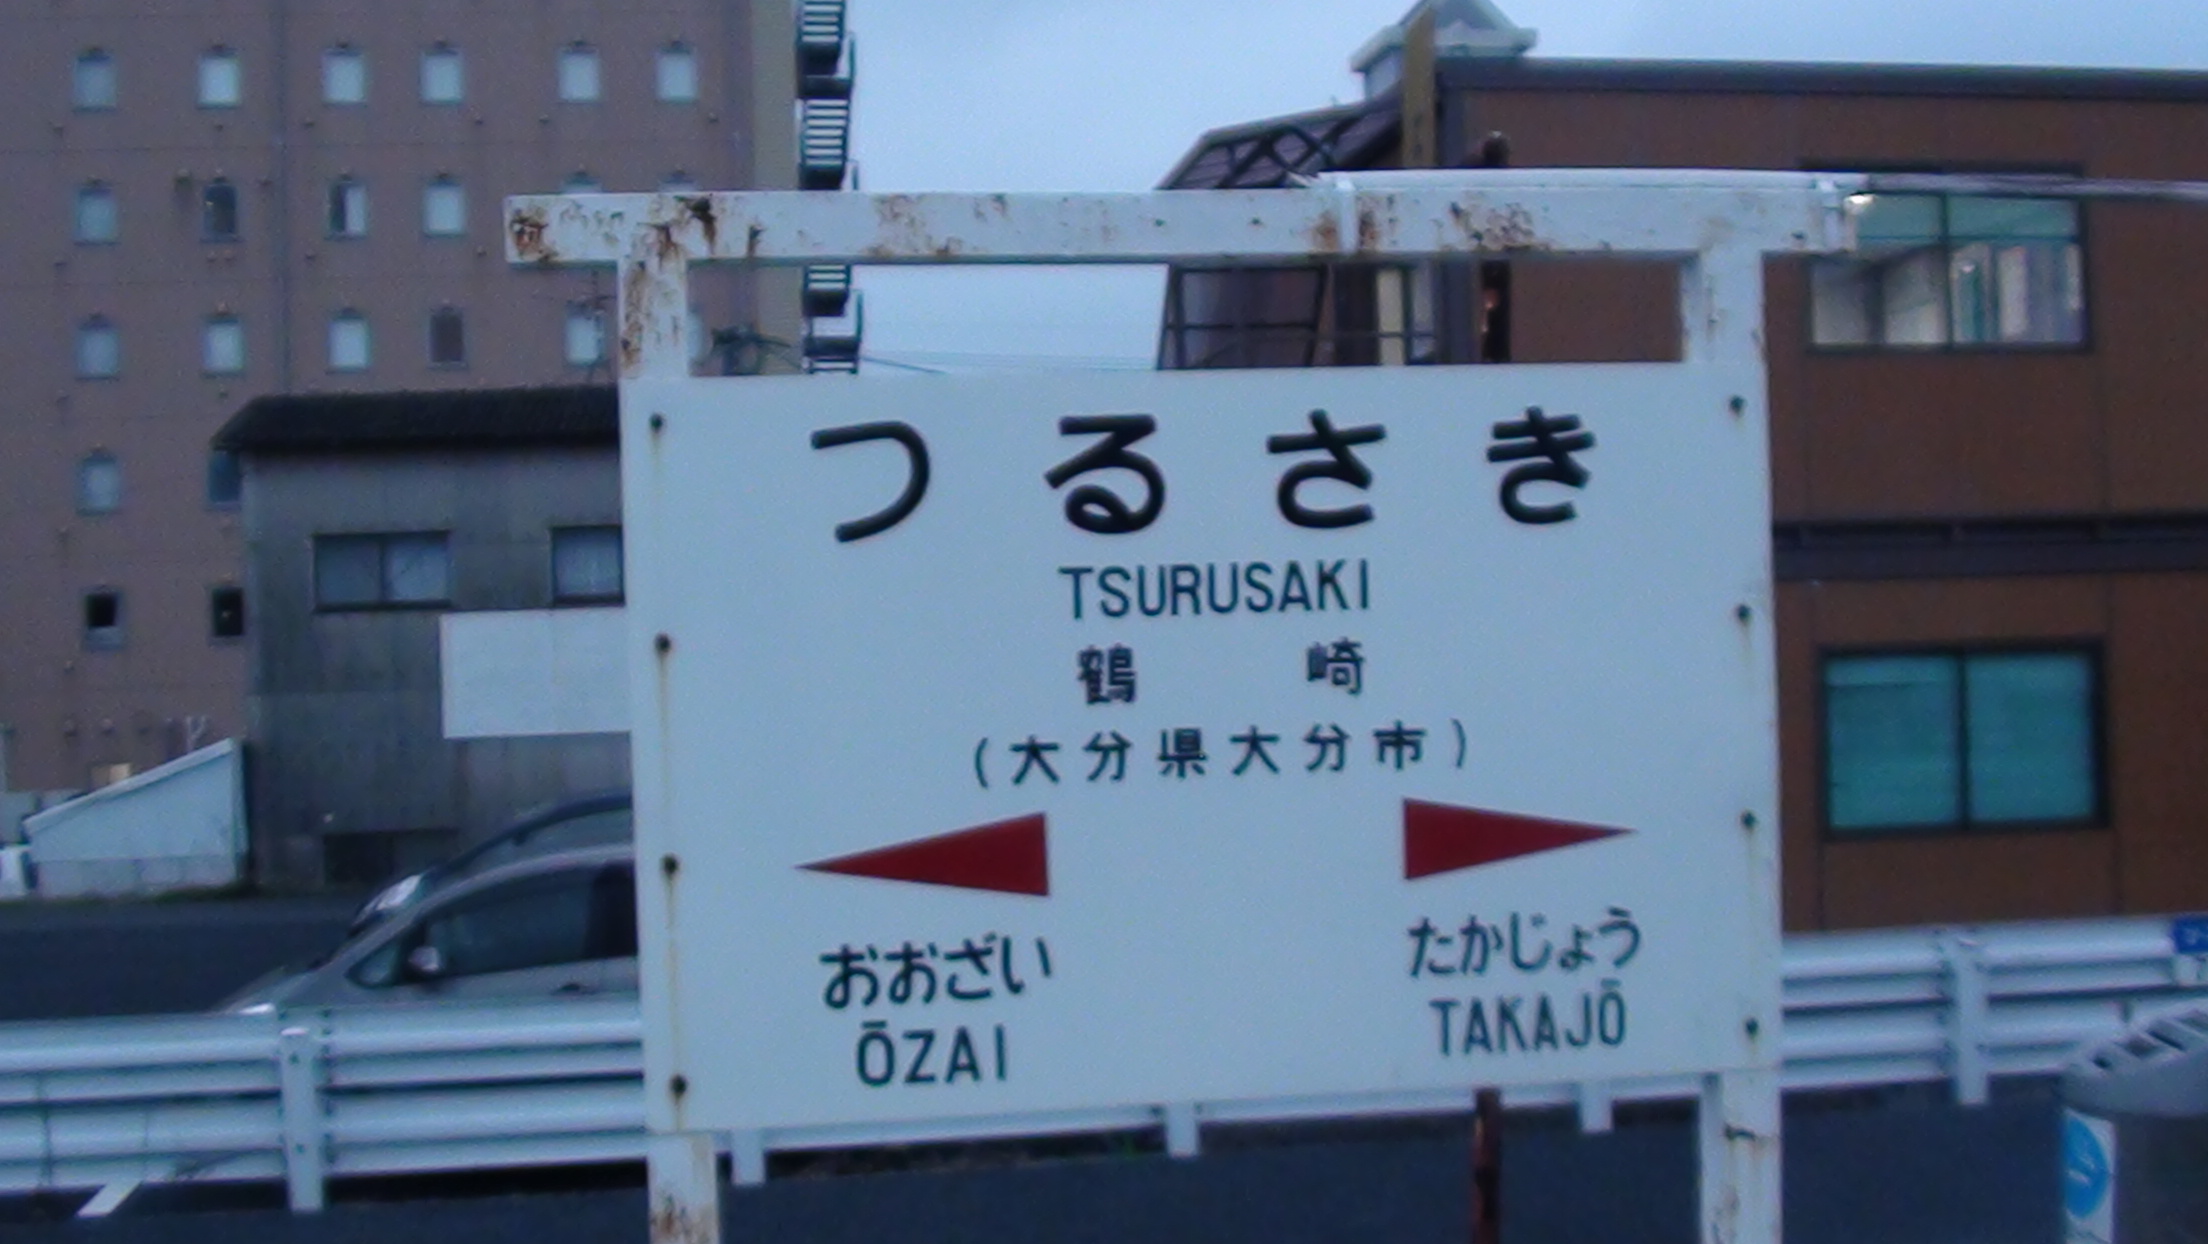 つるさき
TSURUSAKI
鶴崎
(大分県大分市)
おおざい
ŌZAI
たかじょう
TAKAJŌ